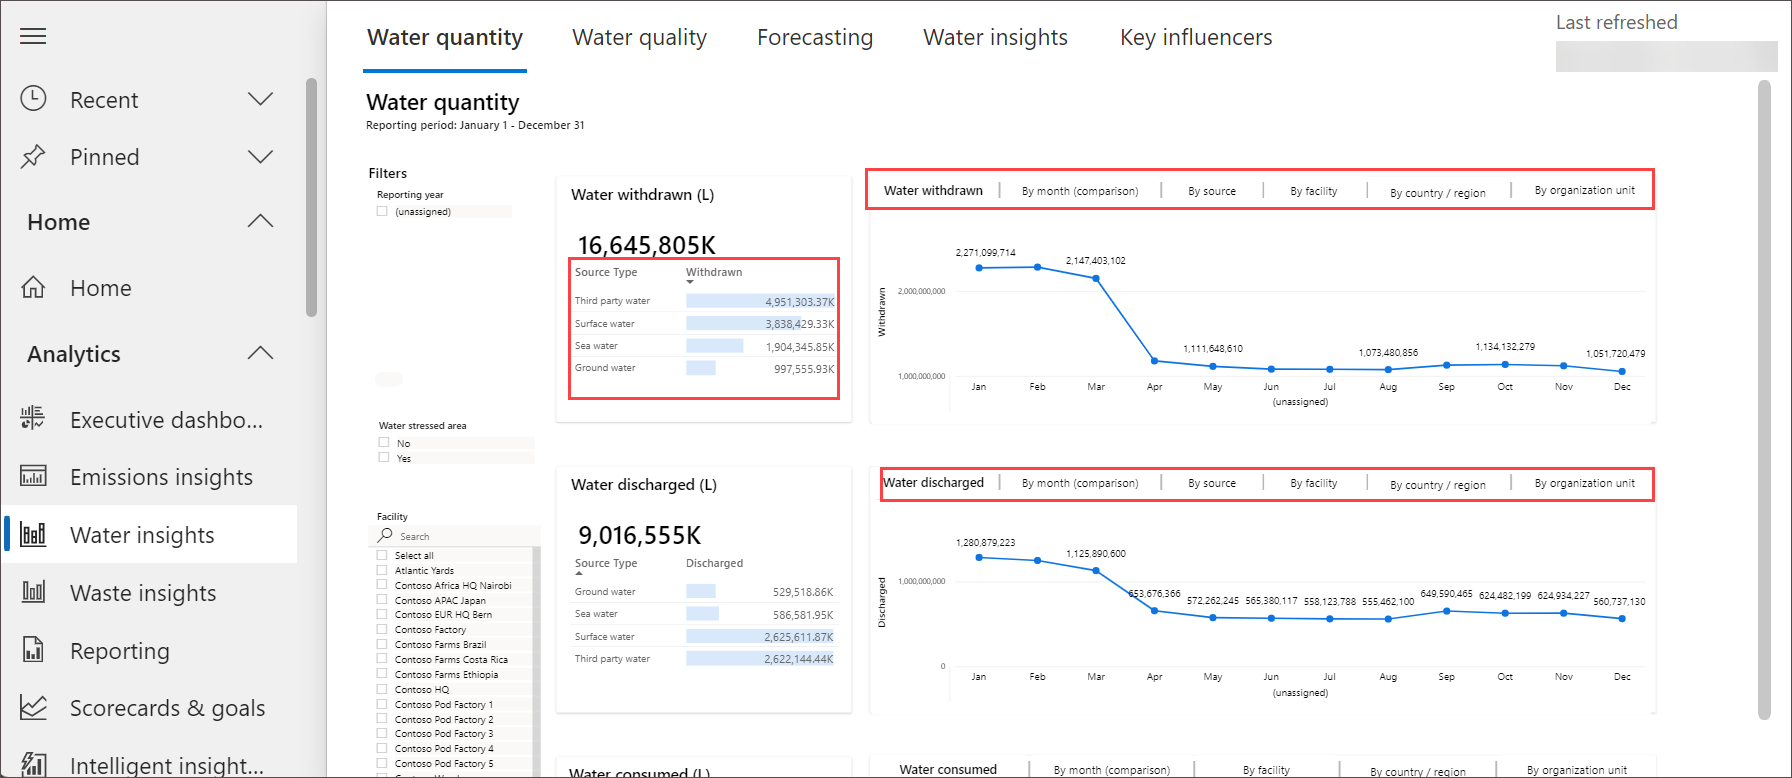 Recent
Pinned
Home
Home
Analytics
Executive dashbo...
Emissions insights
Water insights
Waste insights
Reporting
Scorecards & goals
Intelligent insight...
Water quantity
Water quality
Forecasting
Water insights
Key influencers
Last refreshed
Water quantity
Reporting period: January 1 - December 31
Filters
Reporting year
(unassigned)
Water stressed area
No
Yes
Facility
Search
Select all
Atlantic Yards
Contoso Africa HQ Nairobi
Contoso APAC Japan
Contoso EUR HQ Bern
Contoso Factory
Contoso Farms Brazil
Contoso Farms Costa Rica
Contoso Farms Ethiopia
Contoso HQ
Contoso Pod Factory 1
Contoso Pod Factory 2
Contoso Pod Factory 3
Contoso Pod Factory 4
Contoso Pod Factory 5
Water withdrawn (L)
16,645,805K
Source Type Withdrawn
Third party water 4,951,303.37K
Surface water 3,838,429.33K
Sea water 1,904,345.85K
Ground water 997,555.93K
Water withdrawn | By month (comparison) | By source | By facility | By country / region | By organization unit
2,271,099,714
2,147,403,102
1,111,648,610
1,073,480,856
1,134,132,279
1,051,720,479
2,000,000,000
1,000,000,000
Withdrawn
Jan Feb Mar Apr May Jun Jul Aug Sep Oct Nov Dec
(unassigned)
Water discharged (L)
9,016,555K
Source Type Discharged
Ground water 529,518.86K
Sea water 586,581.95K
Surface water 2,625,611.87K
Third party water 2,622,144.44K
Water discharged | By month (comparison) | By source | By facility | By country / region | By organization unit
1,280,879,223
1,125,890,600
653,676,366
572,262,245
565,380,117
558,123,788
555,462,100
649,590,465
624,482,199
624,934,227
560,737,130
1,000,000,000
0
Discharged
Jan Feb Mar Apr May Jun Jul Aug Sep Oct Nov Dec
(unassigned)
Water consumed (L)
Water consumed | By month (comparison) | By facility | By country / region | By organization unit